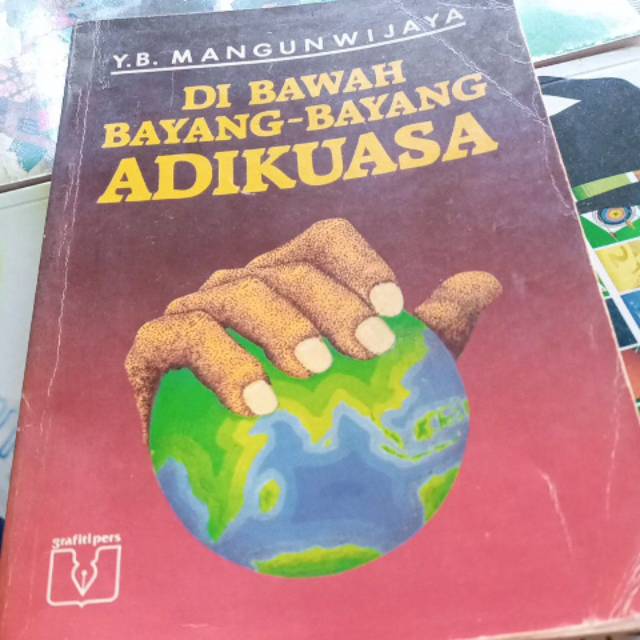 Y.B. MANGUNWIJAYA
DI BAWAH
BAYANG-BAYANG
ADIKUASA
grafitipers